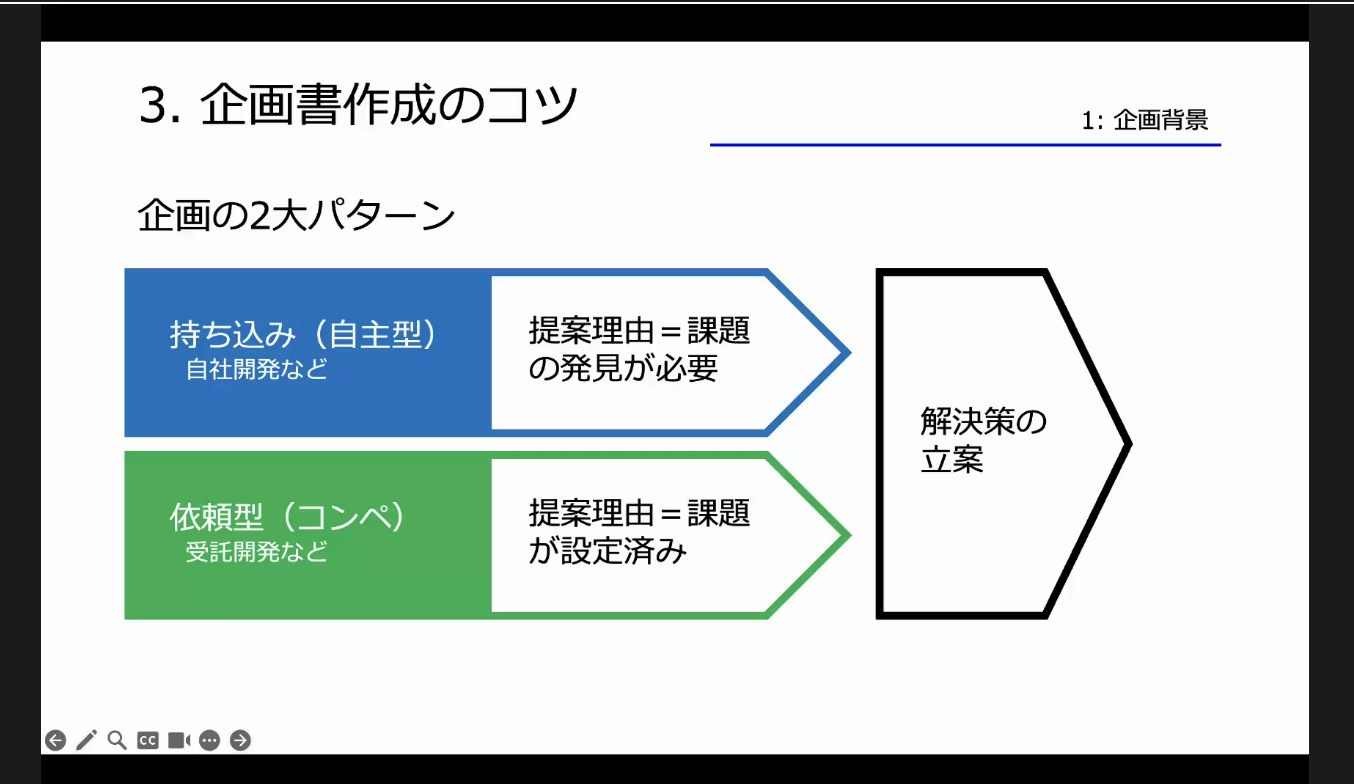 3. 企画書作成のコツ
1: 企画背景
企画の2大パターン
持ち込み（自主型）
自社開発など
提案理由＝課題
の発見が必要
依頼型（コンペ）
受託開発など
提案理由＝課題
が設定済み
解決策の
立案
CC